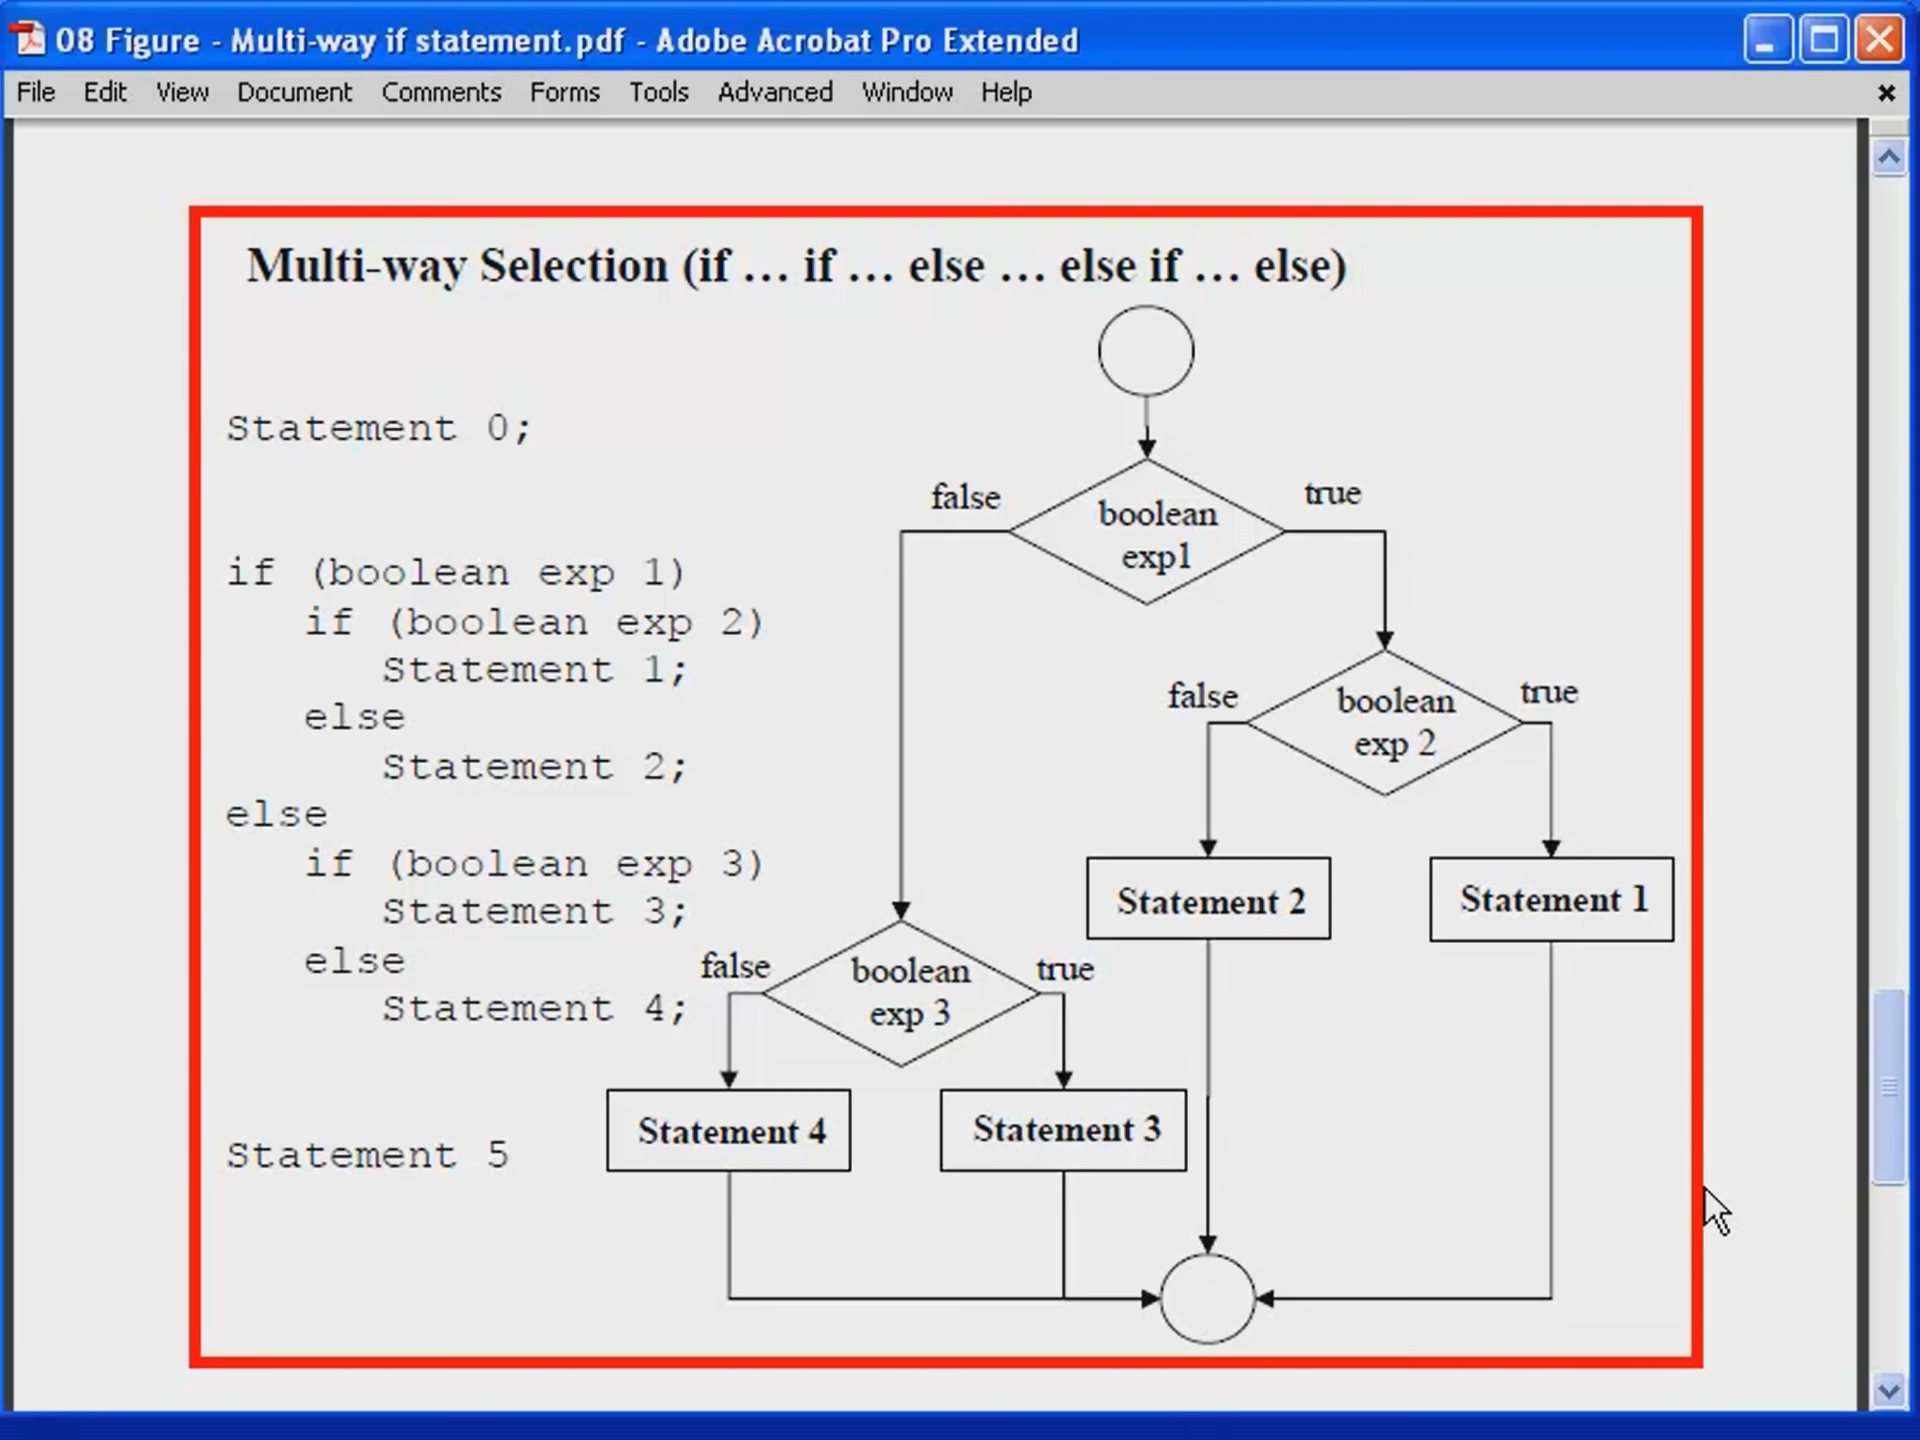 08 Figure - Multi-way if statement.pdf - Adobe Acrobat Pro Extended
File Edit View Document Comments Forms Tools Advanced Window Help
Multi-way Selection (if … if … else … else if … else)
Statement 0;
if (boolean exp 1)
if (boolean exp 2)
Statement 1;
else
Statement 2;
else
if (boolean exp 3)
Statement 3;
else
Statement 4;
Statement 5
false
boolean
exp1
true
false
boolean
exp 2
true
Statement 2
Statement 1
false
boolean
exp 3
true
Statement 4
Statement 3